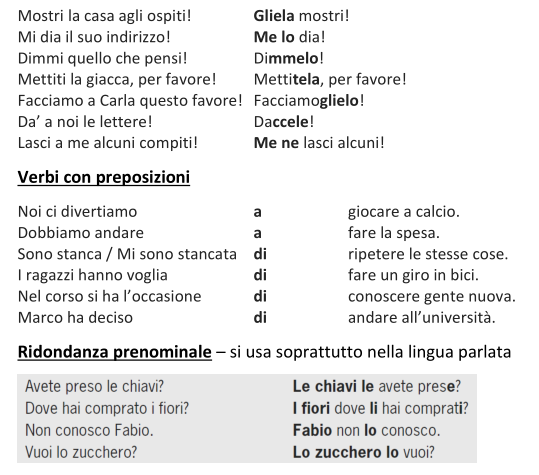 Mostri la casa agli ospiti! Gliela mostri!
Mi dia il suo indirizzo! Me lo dia!
Dimmi quello che pensi! Dimmelo!
Mettiti la giacca, per favore! Mettitela, per favore!
Facciamo a Carla questo favore! Facciamoglielo!
Da’ a noi le lettere! Daccele!
Lasci a me alcuni compiti! Me ne lasci alcuni!
Verbi con preposizioni
Noi ci divertiamo a giocare a calcio.
Dobbiamo andare a fare la spesa.
Sono stanca / Mi sono stancata di ripetere le stesse cose.
I ragazzi hanno voglia di fare un giro in bici.
Nel corso si ha l’occasione di conoscere gente nuova.
Marco ha deciso di andare all’università.
Ridondanza prenominale – si usa soprattutto nella lingua parlata
Avete preso le chiavi? Le chiavi le avete prese?
Dove hai comprato i fiori? I fiori dove li hai comprati?
Non conosco Fabio. Fabio non lo conosco.
Vuoi lo zucchero? Lo zucchero lo vuoi?